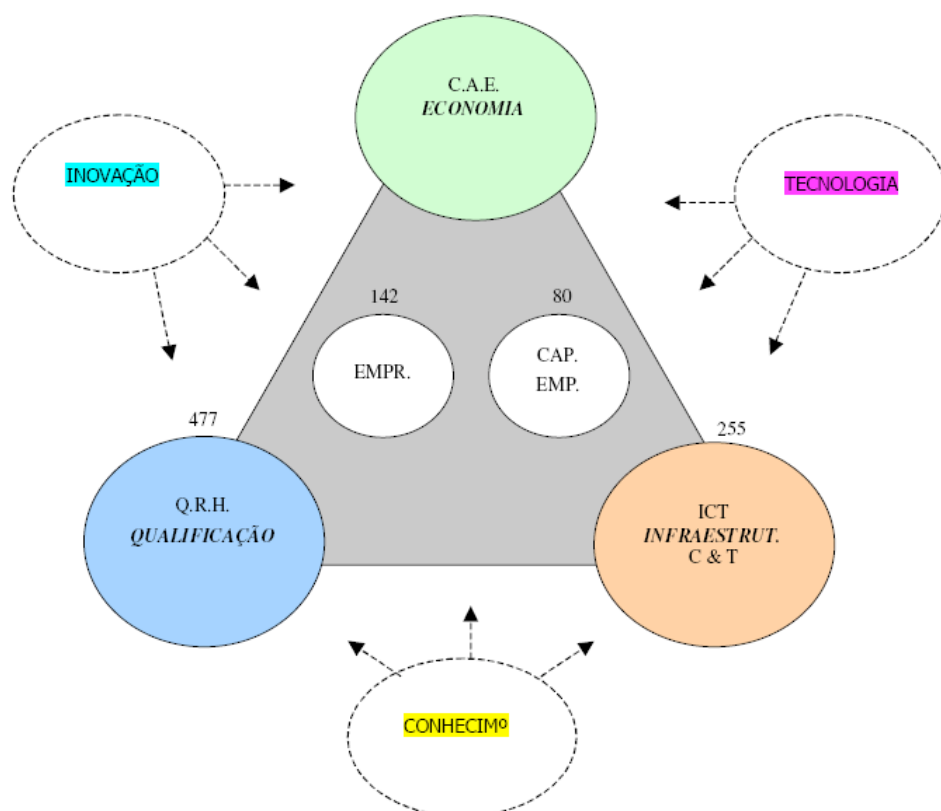 C.A.E.
ECONOMIA
INOVAÇÃO
TECNOLOGIA
142
80
EMPR.
CAP.
EMP.
477
255
Q.R.H.
QUALIFICAÇÃO
ICT
INFRAESTRUT.
C & T
CONHECIMº